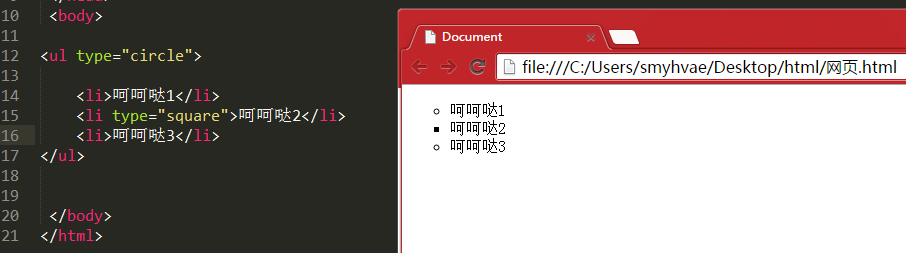 9 </head>
10 <body>
11
12 <ul type="circle">
13
14 <li>呵呵哒1</li>
15 <li type="square">呵呵哒2</li>
16 <li>呵呵哒3</li>
17 </ul>
18
19
20 </body>
21 </html>
Document
file:///C:/Users/smyhvae/Desktop/html/网页.html
呵呵哒1
呵呵哒2
呵呵哒3